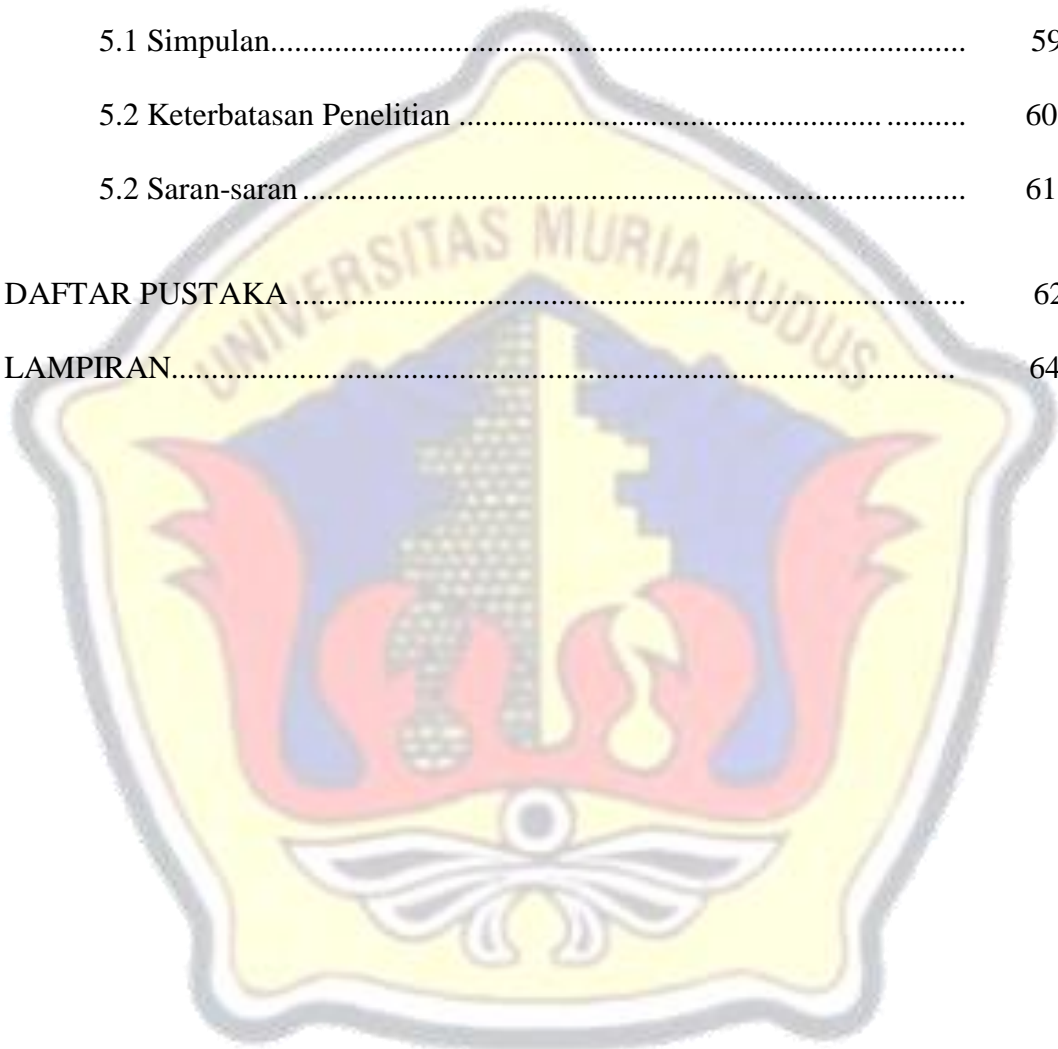 5.1 Simpulan....................................................................................... 59
5.2 Keterbatasan Penelitian ..................................................... .......... 60
5.2 Saran-saran ................................................................................... 61
UNIVERSITAS MURIA KUDUS
DAFTAR PUSTAKA .................................................................................... 62
LAMPIRAN.................................................................................................. 64